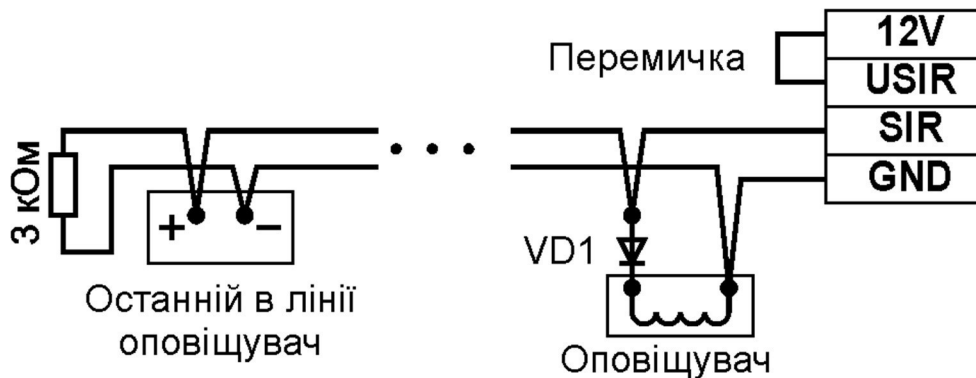 Перемичка
12V
USIR
SIR
GND
3 кОм
+ −
VD1
Останній в лінії
оповіщувач
Оповіщувач